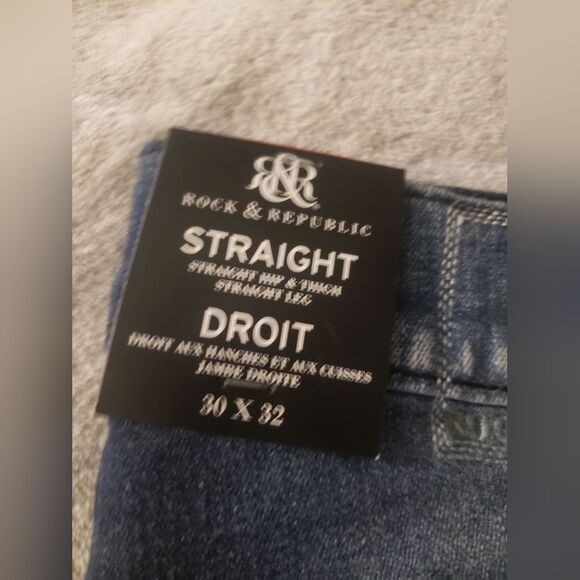 R&R
ROCK & REPUBLIC
STRAIGHT
STRAIGHT HIP & THIGH
STRAIGHT LEG
DROIT
DROIT AUX HANCHES ET AUX CUISSES
JAMBE DROITE
30 X 32